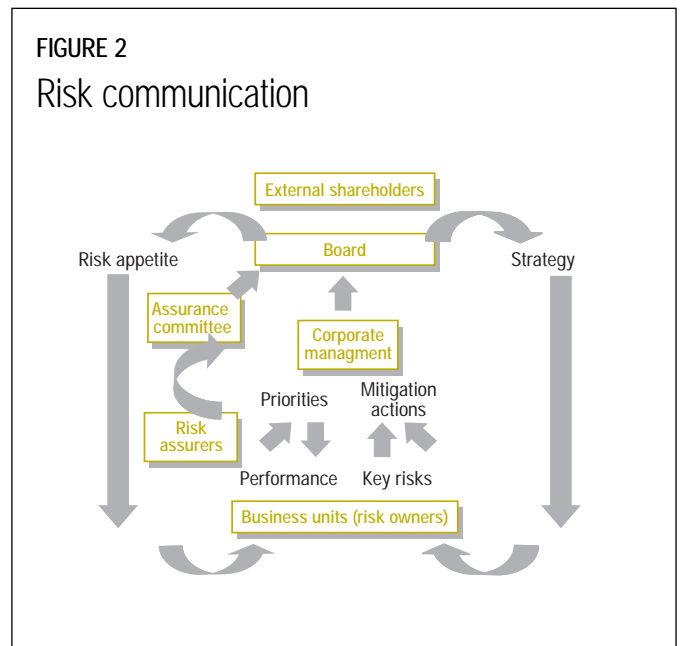 FIGURE 2
Risk communication
External shareholders
Board
Risk appetite
Strategy
Assurance
committee
Corporate
managment
Priorities
Mitigation
actions
Risk
assurers
Performance
Key risks
Business units (risk owners)